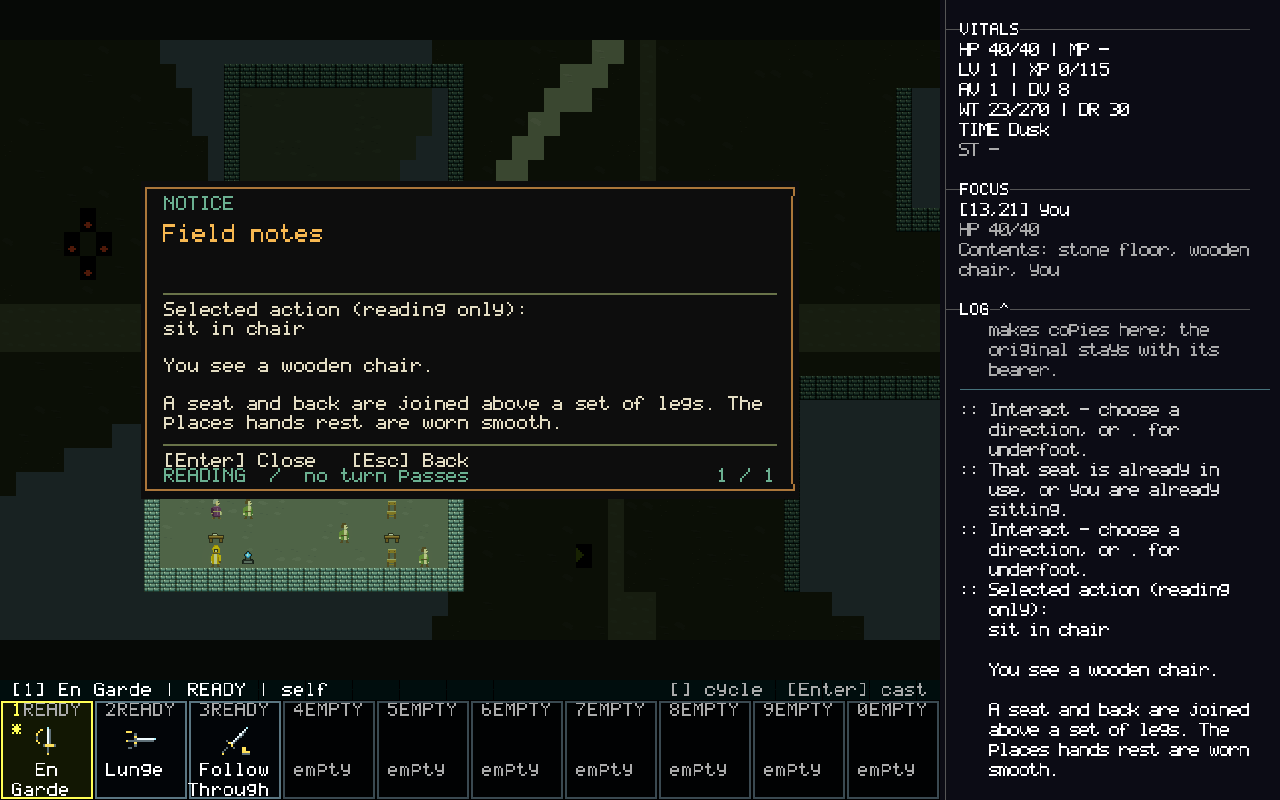 NOTICE
Field notes
Selected action (reading only):
sit in chair
You see a wooden chair.
A seat and back are joined above a set of legs. The
Places hands rest are worn smooth.
[Enter] Close [Esc] Back
READING / no turn passes 1 / 1
[1] En Garde | READY | self [] cycle [Enter] cast
1READY 2READY 3READY 4EMPTY 5EMPTY 6EMPTY 7EMPTY 8EMPTY 9EMPTY 0EMPTY
*
En Garde
Lunge
Follow Through
empty empty empty empty empty empty empty
VITALS
HP 40/40 | MP -
LV 1 | XP 0/115
AV 1 | DV 8
WT 23/270 | DR 30
TIME Dusk
ST -
FOCUS
[13,21] You
HP 40/40
Contents: stone floor, wooden
chair, You
LOG ^
makes copies here; the
original stays with its
bearer.
:: Interact - choose a
direction, or . for
underfoot.
:: That seat is already in
use, or you are already
sitting.
:: Interact - choose a
direction, or . for
underfoot.
:: Selected action (reading
only):
sit in chair
You see a wooden chair.
A seat and back are joined
above a set of legs. The
Places hands rest are worn
smooth.